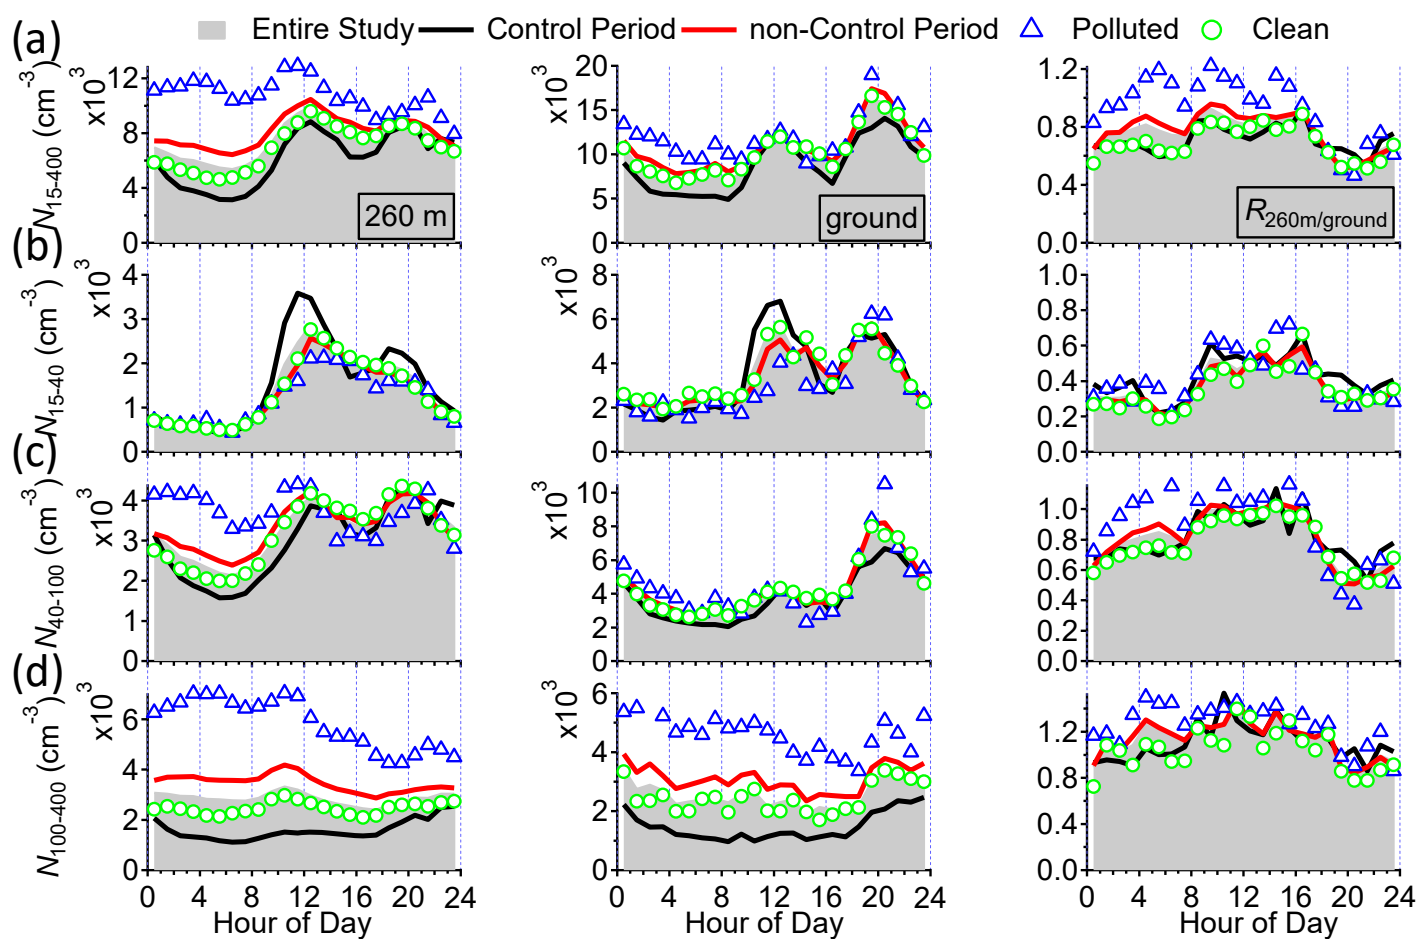 (a) Entire Study Control Period non-Control Period Polluted Clean
N15-400 (cm-3)
x10 3
12
8
4
0
260 m
x10 3
20
15
10
5
0
ground
1.2
0.8
0.4
0.0
R260m/ground
(b)
N15-40 (cm-3)
x10 3
4
3
2
1
0
x10 3
8
6
4
2
0
1.0
0.8
0.6
0.4
0.2
0.0
(c)
N40-100 (cm-3)
x10 3
4
3
2
1
0
x10 3
10
8
6
4
2
0
1.0
0.8
0.6
0.4
0.2
0.0
(d)
N100-400 (cm-3)
x10 3
6
4
2
0
x10 3
6
4
2
0
1.2
0.8
0.4
0.0
0 4 8 12 16 20 24
0 4 8 12 16 20 24
0 4 8 12 16 20 24
Hour of Day
Hour of Day
Hour of Day